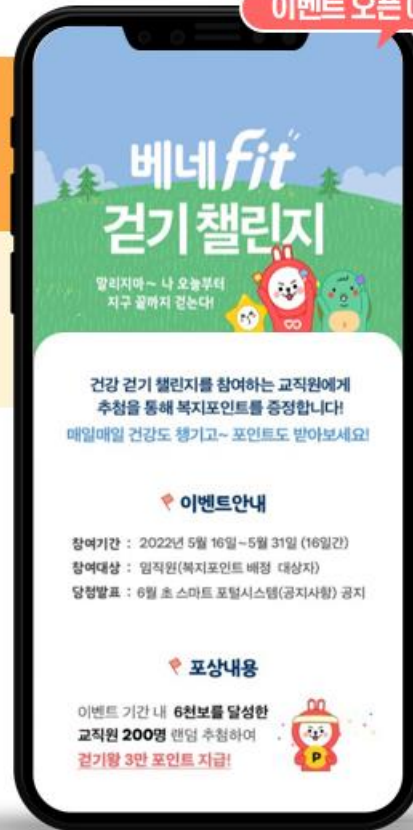 이벤트 오픈
베네fit
걷기 챌린지
말리지마~ 나 오늘부터
지구 끝까지 걷는다!
건강 걷기 챌린지를 참여하는 교직원에게
추첨을 통해 복지포인트를 증정합니다!
매일매일 건강도 챙기고~ 포인트도 받아보세요!
이벤트안내
참여기간 : 2022년 5월 16일~5월 31일 (16일간)
참여대상 : 임직원(복지포인트 배정 대상자)
당첨발표 : 6월 초 스마트 포털시스템(공지사항) 공지
포상내용
이벤트 기간 내 6천보를 달성한
교직원 200명 랜덤 추첨하여
걷기왕 3만 포인트 지급!
P